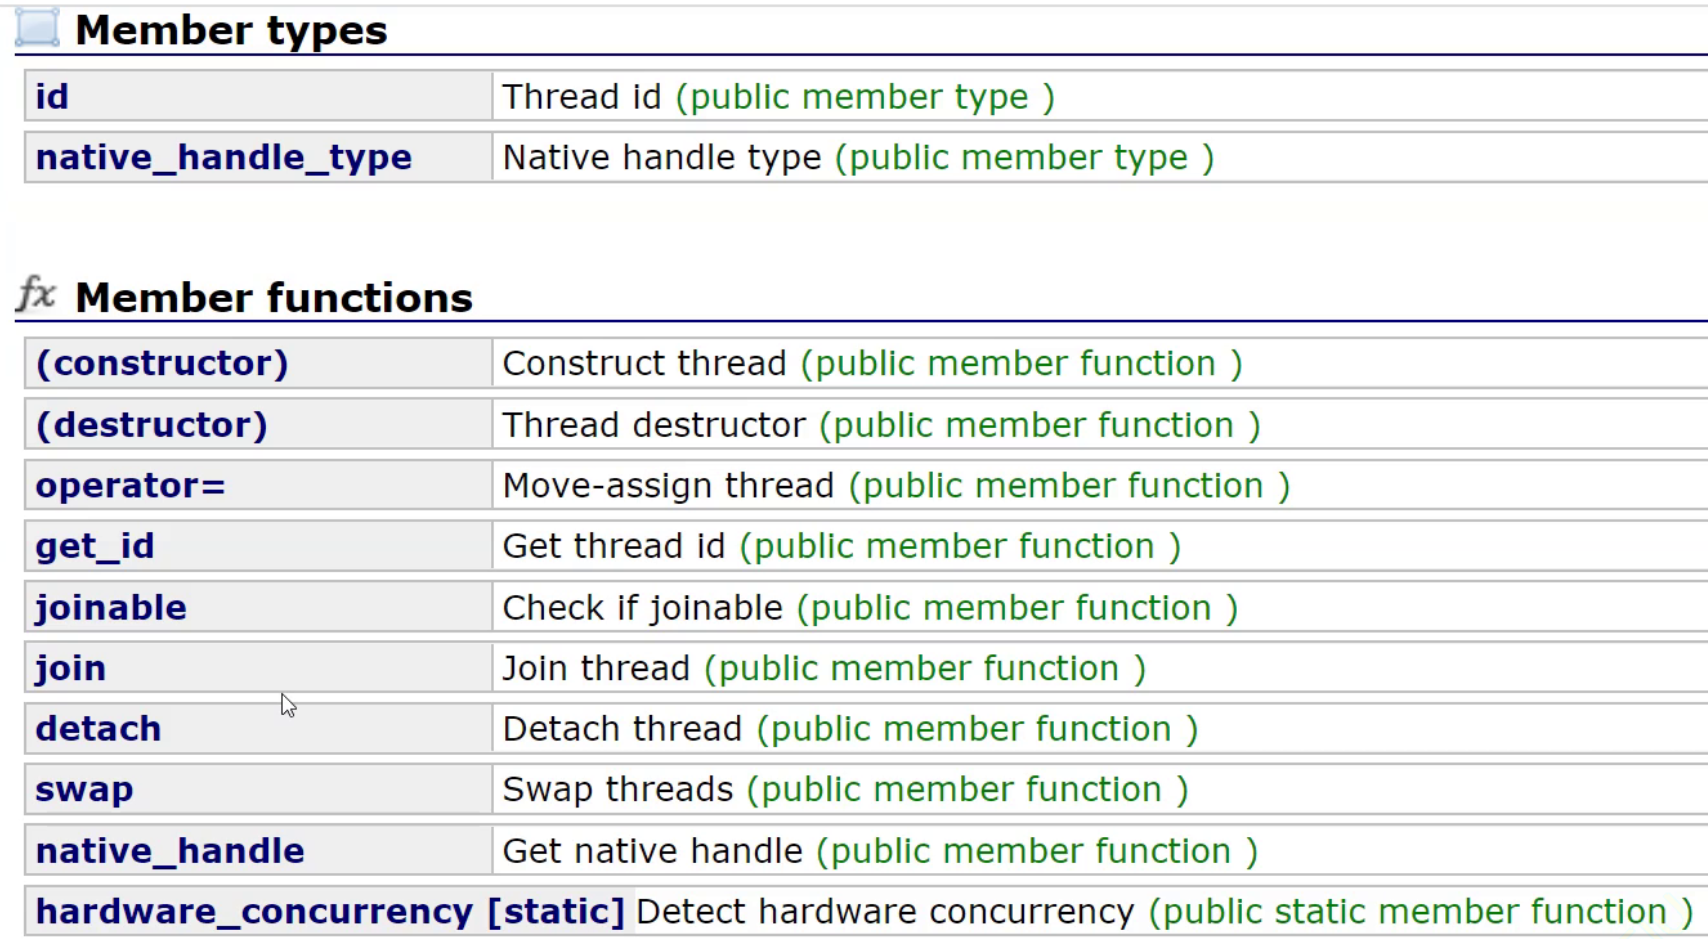 Member types
id Thread id (public member type )
native_handle_type Native handle type (public member type )
fx Member functions
(constructor) Construct thread (public member function )
(destructor) Thread destructor (public member function )
operator= Move-assign thread (public member function )
get_id Get thread id (public member function )
joinable Check if joinable (public member function )
join Join thread (public member function )
detach Detach thread (public member function )
swap Swap threads (public member function )
native_handle Get native handle (public member function )
hardware_concurrency [static] Detect hardware concurrency (public static member function )